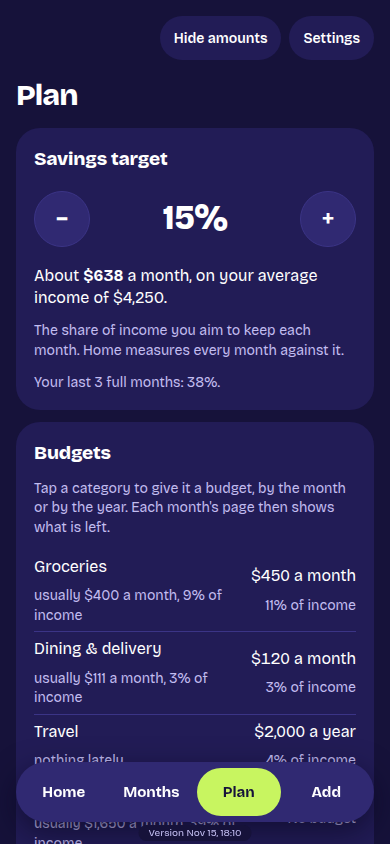 Hide amounts
Settings
Plan
Savings target
−
15%
+
About $638 a month, on your average
income of $4,250.
The share of income you aim to keep each
month. Home measures every month against it.
Your last 3 full months: 38%.
Budgets
Tap a category to give it a budget, by the month
or by the year. Each month's page then shows
what is left.
Groceries
$450 a month
usually $400 a month, 9% of
income
11% of income
Dining & delivery
$120 a month
usually $111 a month, 3% of
income
3% of income
Travel
$2,000 a year
nothing lately
4% of income
Home
Months
Plan
Add
usually $1,650 a month,
Version Nov 15, 18:10
income